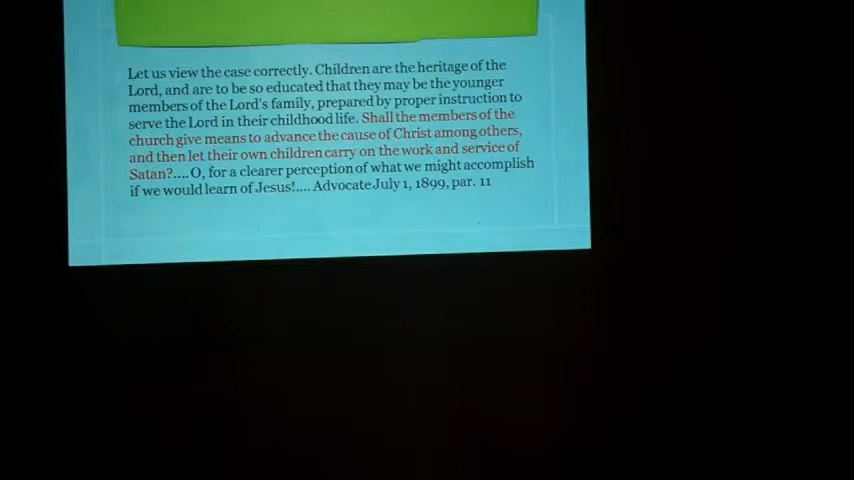 Let us view the case correctly. Children are the heritage of the
Lord, and are to be so educated that they may be the younger
members of the Lord's family, prepared by proper instruction to
serve the Lord in their childhood life. Shall the members of the
church give means to advance the cause of Christ among others,
and then let their own children carry on the work and service of
Satan?.... O, for a clearer perception of what we might accomplish
if we would learn of Jesus!.... Advocate July 1, 1899, par. 11